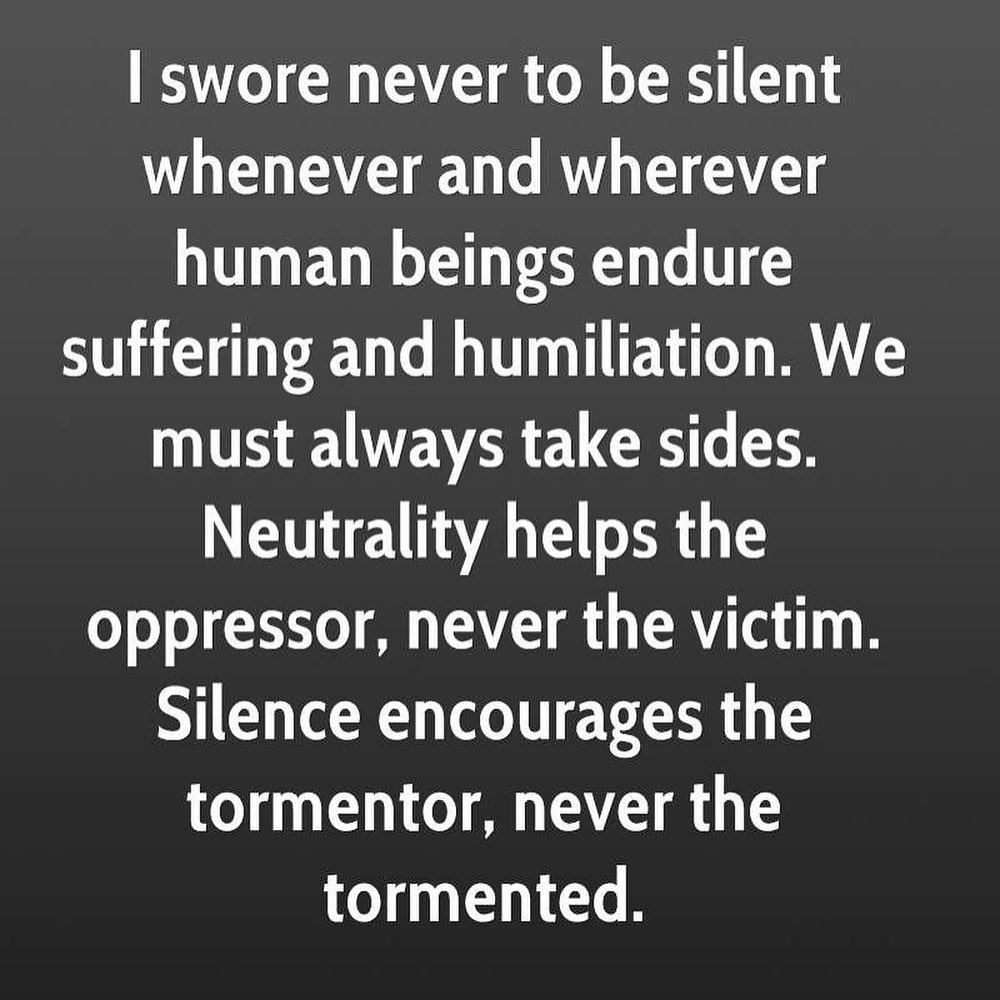 I swore never to be silent
whenever and wherever
human beings endure
suffering and humiliation. We
must always take sides.
Neutrality helps the
oppressor, never the victim.
Silence encourages the
tormentor, never the
tormented.